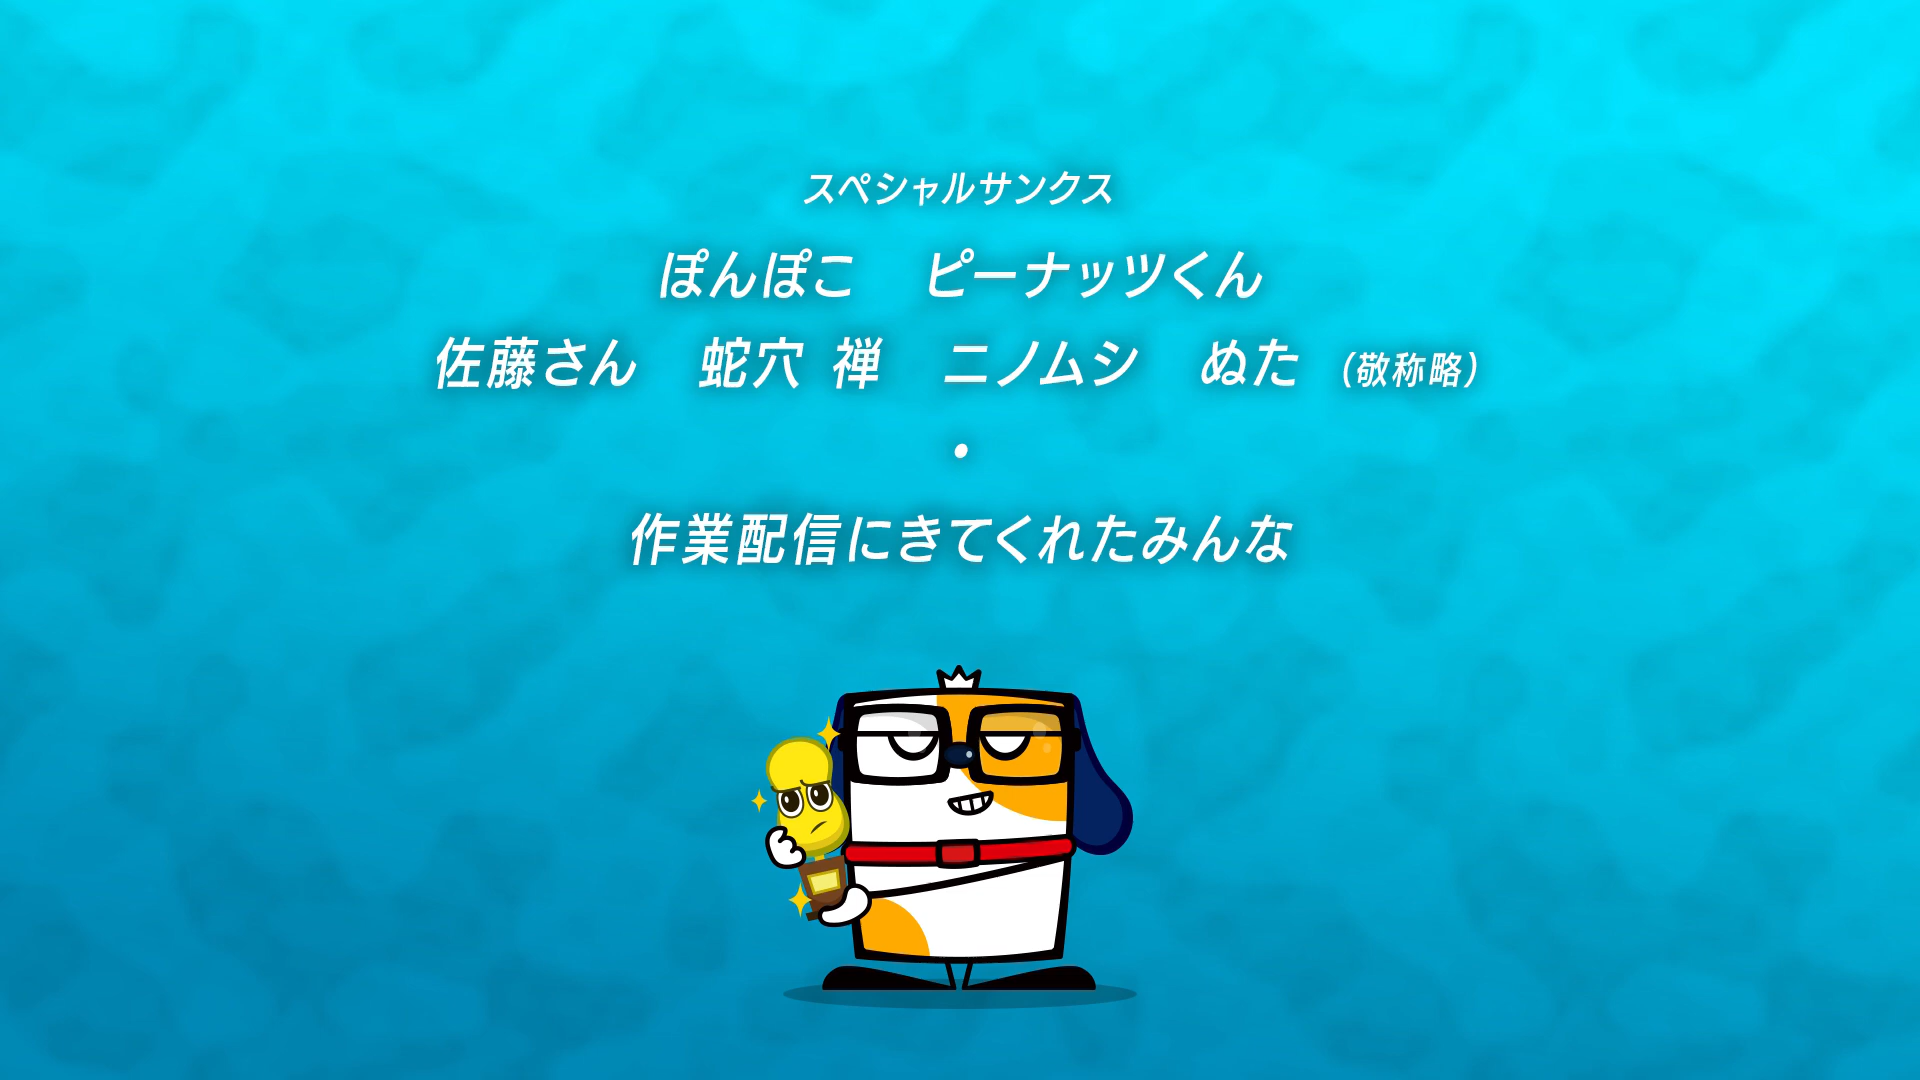 スペシャルサンクス
ぽんぽこ　ピーナッツくん
佐藤さん　蛇穴 禅　ニノムシ　ぬた （敬称略）
・
作業配信にきてくれたみんな